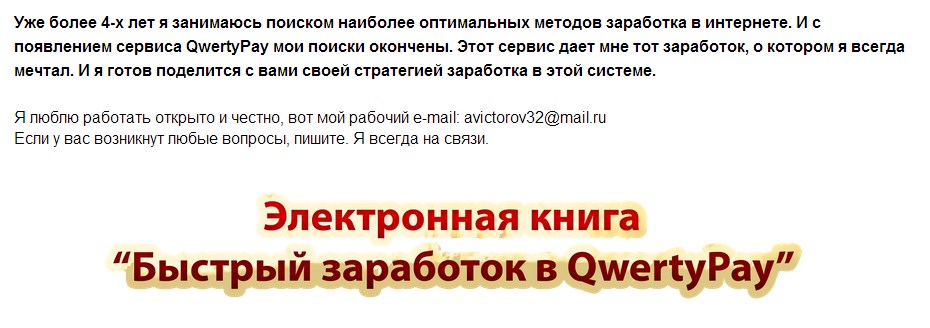 Уже более 4-х лет я занимаюсь поиском наиболее оптимальных методов заработка в интернете. И с
появлением сервиса QwertyPay мои поиски окончены. Этот сервис дает мне тот заработок, о котором я всегда
мечтал. И я готов поделится с вами своей стратегией заработка в этой системе.
Я люблю работать открыто и честно, вот мой рабочий e-mail: avictorov32@mail.ru
Если у вас возникнут любые вопросы, пишите. Я всегда на связи.
Электронная книга
“Быстрый заработок в QwertyPay”